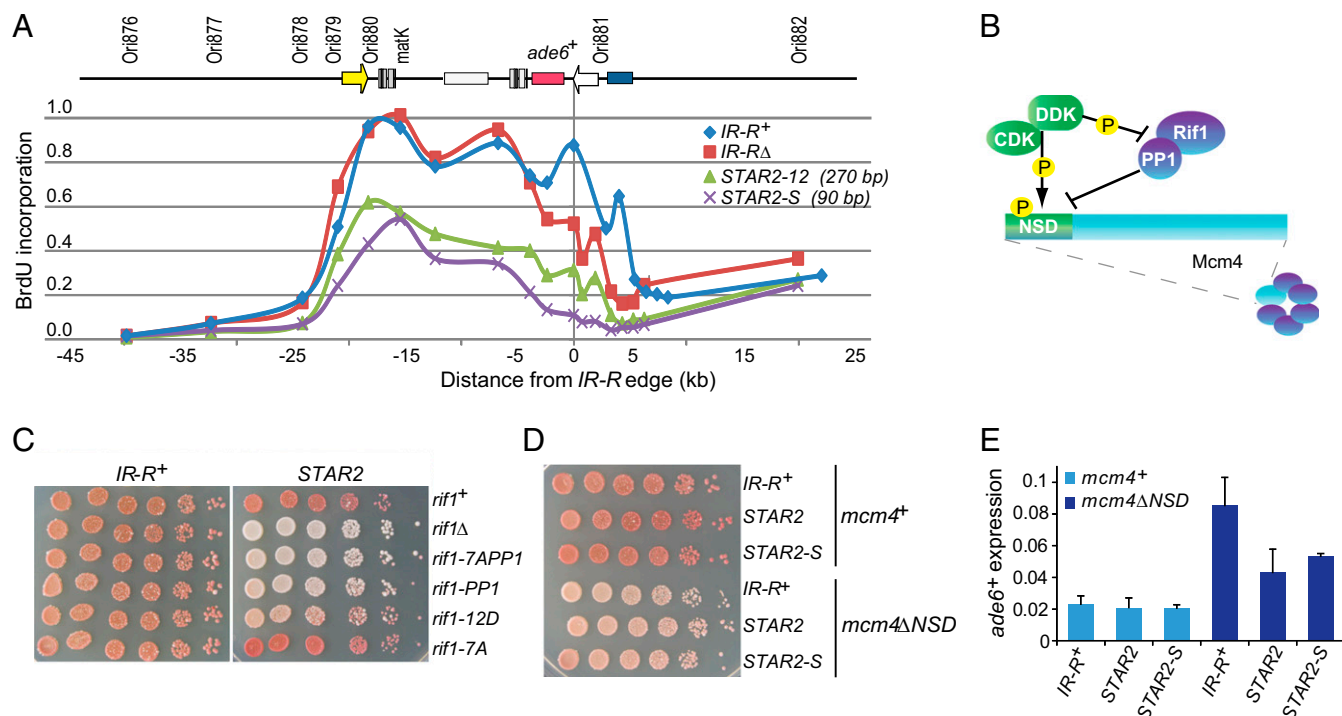 A
Ori876
Ori877
Ori878
Ori879
Ori880
matK
ade6+
Ori881
Ori882
1.0
0.8
0.6
0.4
0.2
0.0
BrdU incorporation
IR-R+
IR-RΔ
STAR2-12 (270 bp)
STAR2-S (90 bp)
-45
-35
-25
-15
-5
0
5
15
25
Distance from IR-R edge (kb)
B
DDK
CDK
P
P
Rif1
PP1
P
NSD
Mcm4
C
IR-R+
STAR2
rif1+
rif1Δ
rif1-7APP1
rif1-PP1
rif1-12D
rif1-7A
D
IR-R+
STAR2
STAR2-S
mcm4+
IR-R+
STAR2
STAR2-S
mcm4ΔNSD
E
mcm4+
mcm4ΔNSD
0.1
0.08
0.06
0.04
0.02
0
ade6+ expression
IR-R+
STAR2
STAR2-S
IR-R+
STAR2
STAR2-S